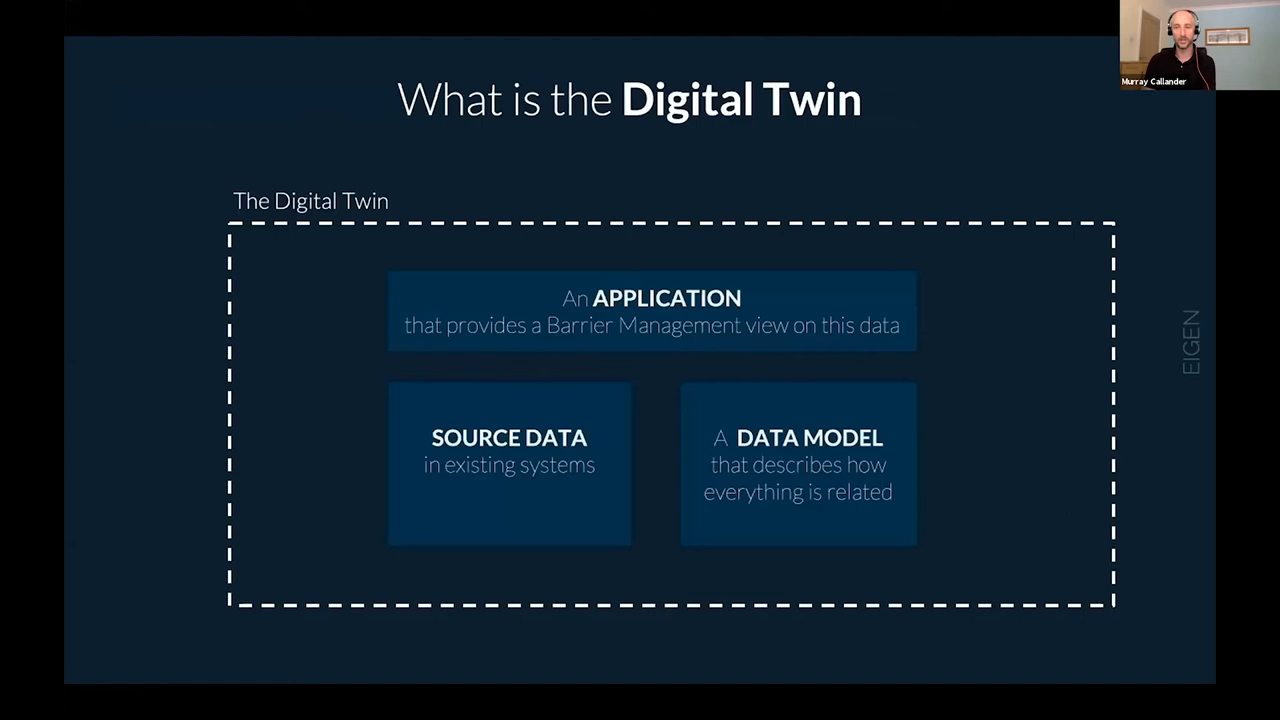 What is the Digital Twin
Murray Callander
The Digital Twin
An APPLICATION
that provides a Barrier Management view on this data
SOURCE DATA
in existing systems
A DATA MODEL
that describes how
everything is related
EIGEN